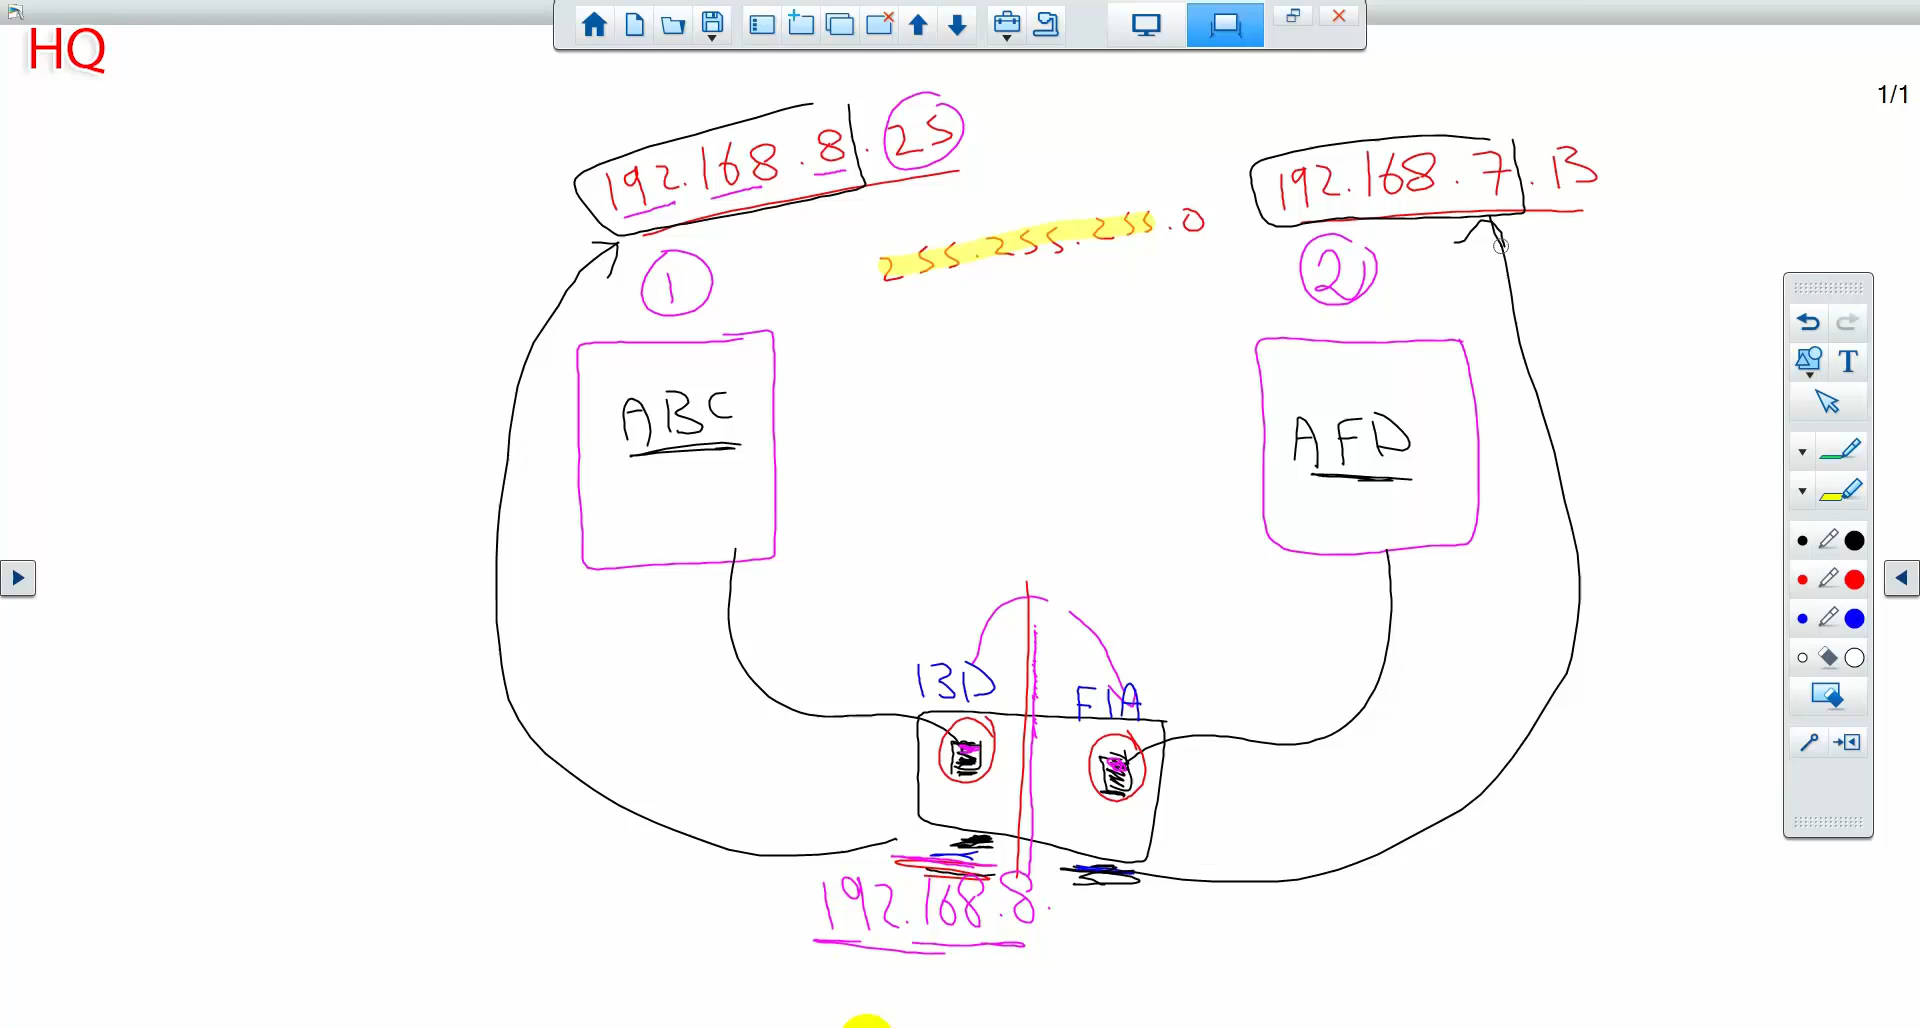 HQ
1/1
192.168.8.25
192.168.7.13
255.255.255.0
1
2
ABC
AFD
T
13D
F1A
192.168.8.